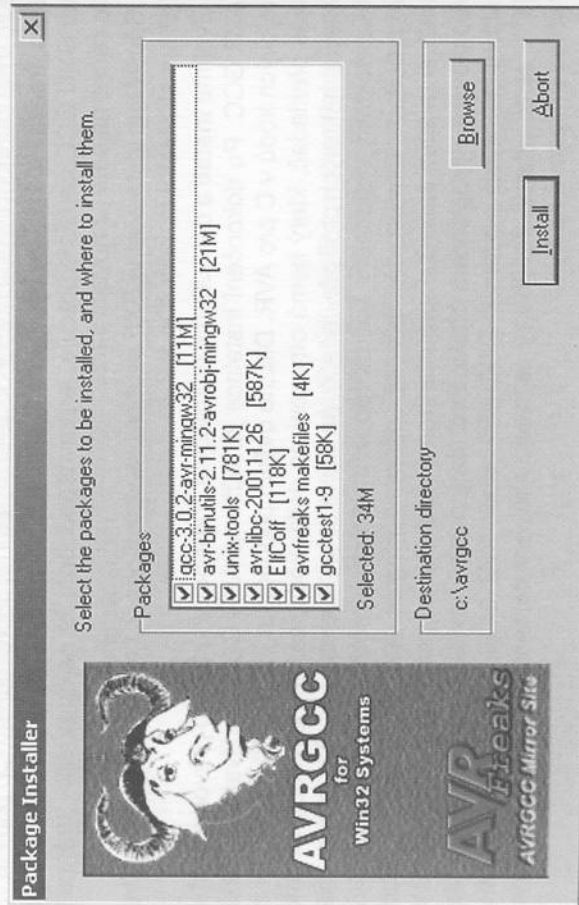 Package Installer
Select the packages to be installed, and where to install them.
Packages
gcc-3.0.2-avr-mingw32 [11M]
avr-binutils-2.11.2-avrobj-mingw32 [21M]
unix-tools [781K]
avr-libc-20011126 [587K]
ElfCoff [118K]
avrfreaks makefiles [4K]
gcctest1-9 [58K]
Selected: 34M
Destination directory
c:\avrgcc
Browse
Install
Abort
AVRGCC
for
Win32 Systems
AVR
Freaks
AVRGCC Mirror Site